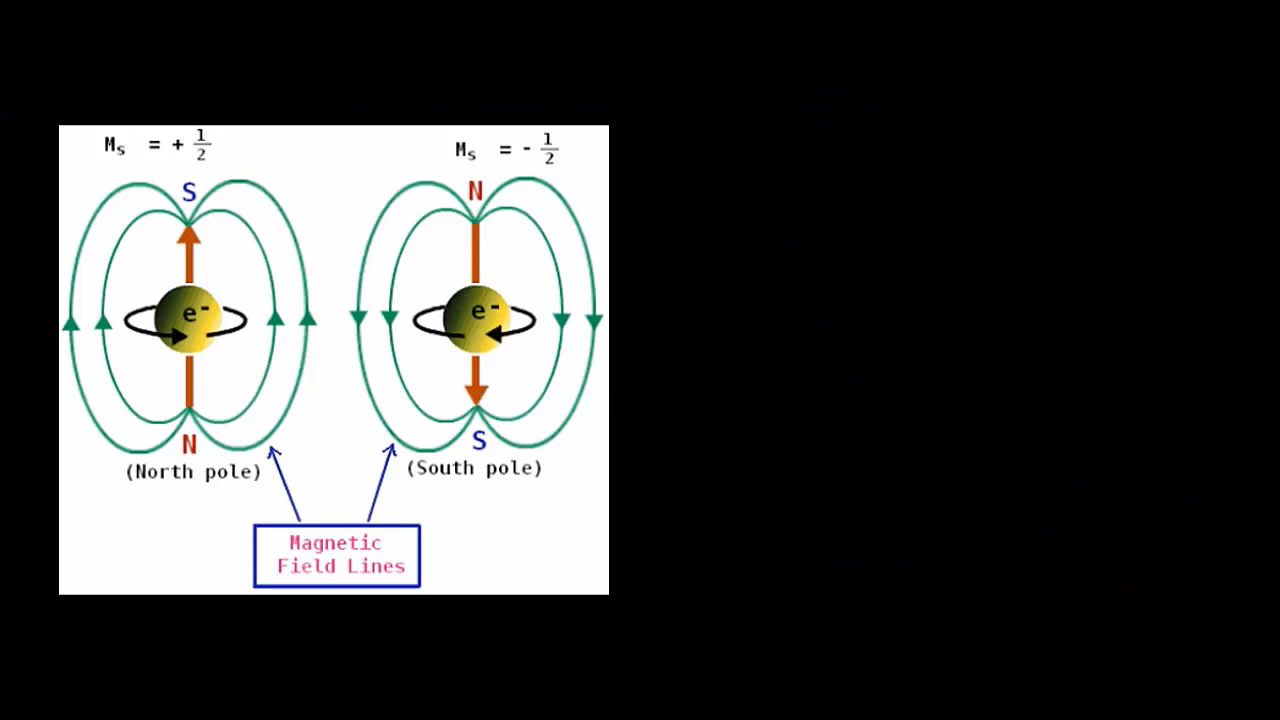 Ms = + 1/2
Ms = - 1/2
S
N
e-
e-
N
S
(North pole)
(South pole)
Magnetic
Field Lines